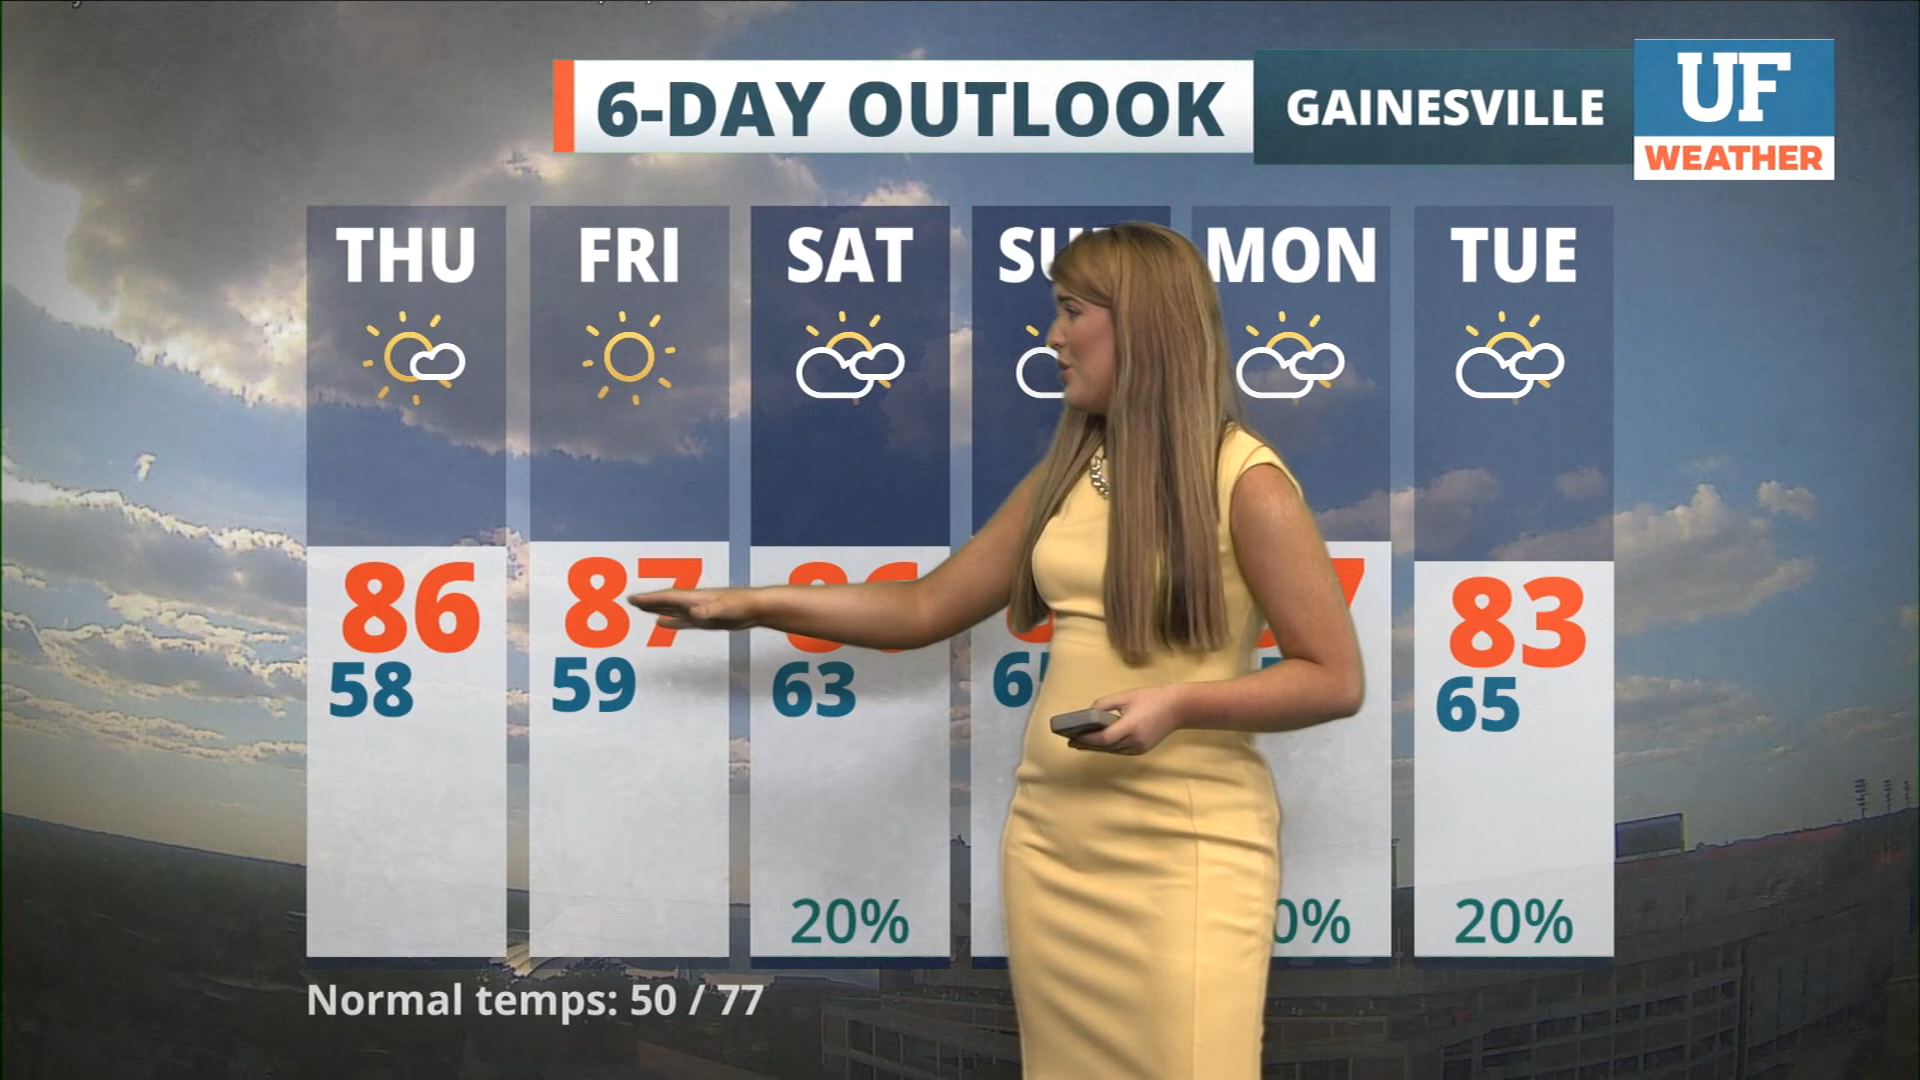 6-DAY OUTLOOK GAINESVILLE
UF
WEATHER
THU FRI SAT MON TUE
86 87 86 83
58 59 63 65
20% 20%
Normal temps: 50 / 77